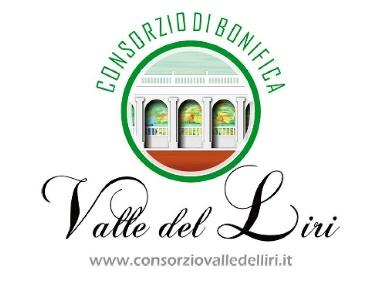 CONSORZIO DI BONIFICA
Valle del Liri
www.consorziovalledelliri.it